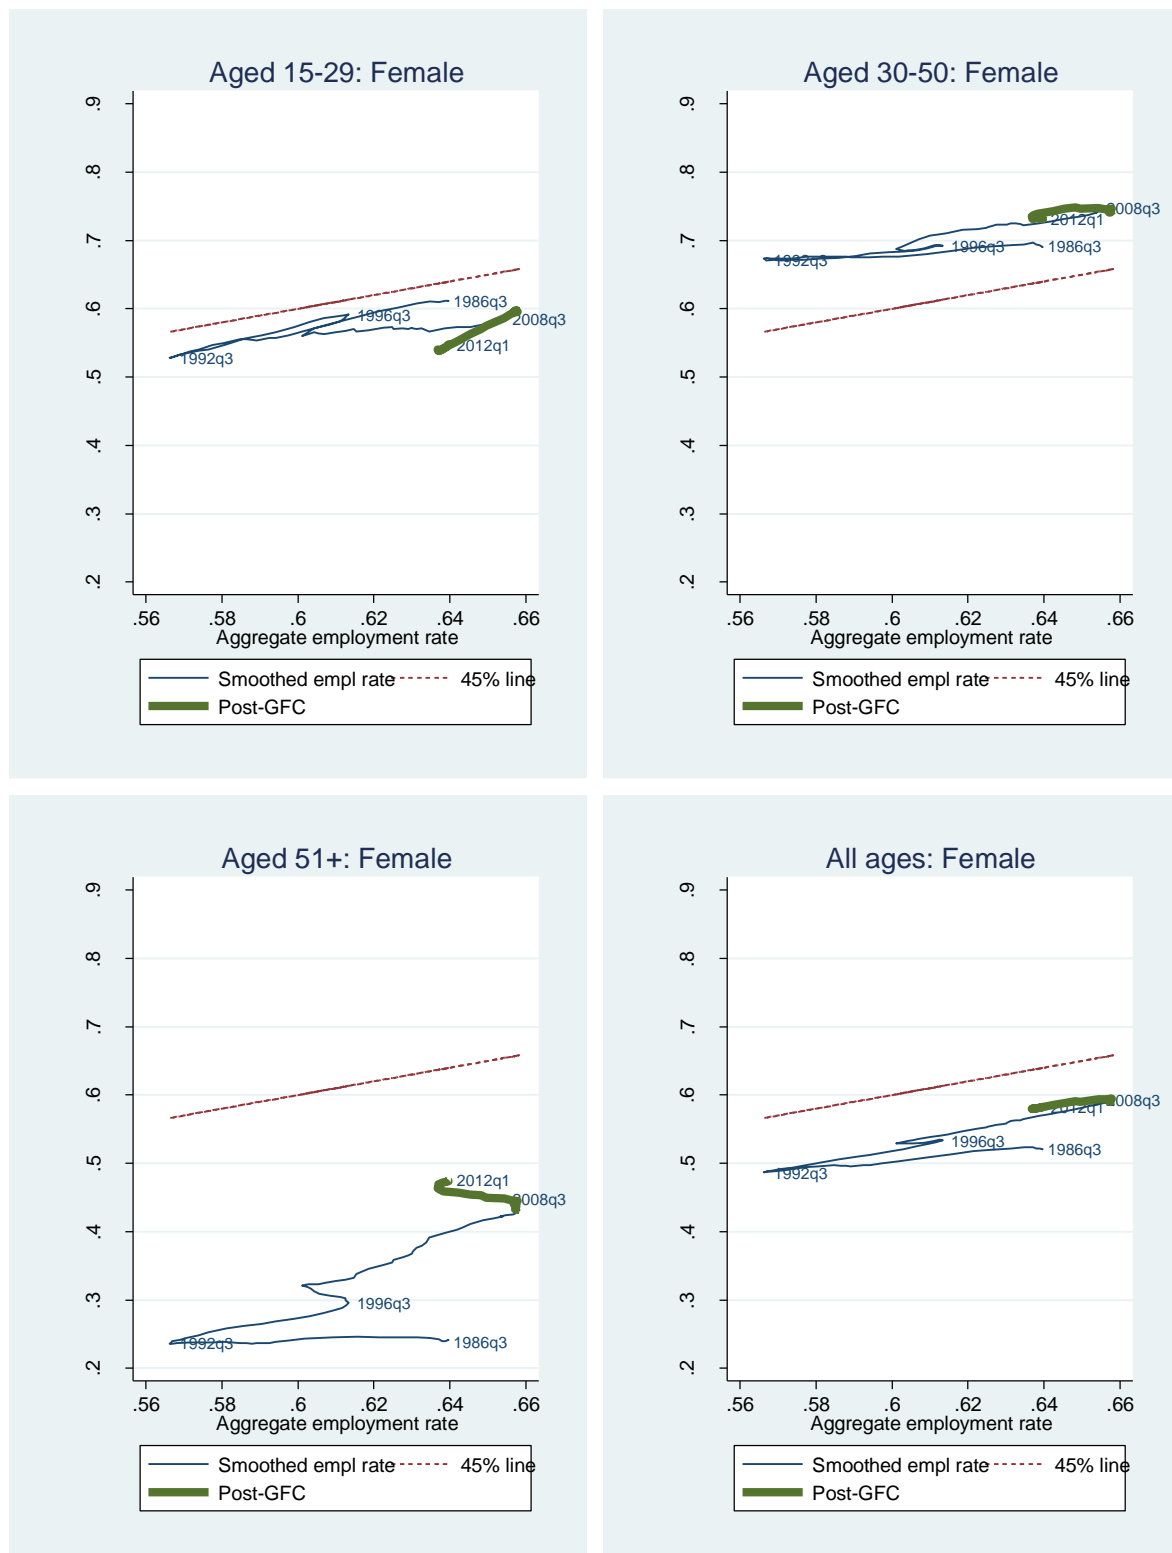 Aged 15-29: Female
.9
.8
.7
.6
.5
.4
.3
.2
1986q3
1996q3
2008q3
2012q1
1992q3
.56 .58 .6 .62 .64 .66
Aggregate employment rate
Smoothed empl rate 45% line
Post-GFC
Aged 30-50: Female
.9
.8
.7
.6
.5
.4
.3
.2
2008q3
2012q1
1996q3 1986q3
1992q3
.56 .58 .6 .62 .64 .66
Aggregate employment rate
Smoothed empl rate 45% line
Post-GFC
Aged 51+: Female
.9
.8
.7
.6
.5
.4
.3
.2
2012q1
2008q3
1996q3
1992q3 1986q3
.56 .58 .6 .62 .64 .66
Aggregate employment rate
Smoothed empl rate 45% line
Post-GFC
All ages: Female
.9
.8
.7
.6
.5
.4
.3
.2
2008q3
2012q1
1996q3
1986q3
1992q3
.56 .58 .6 .62 .64 .66
Aggregate employment rate
Smoothed empl rate 45% line
Post-GFC